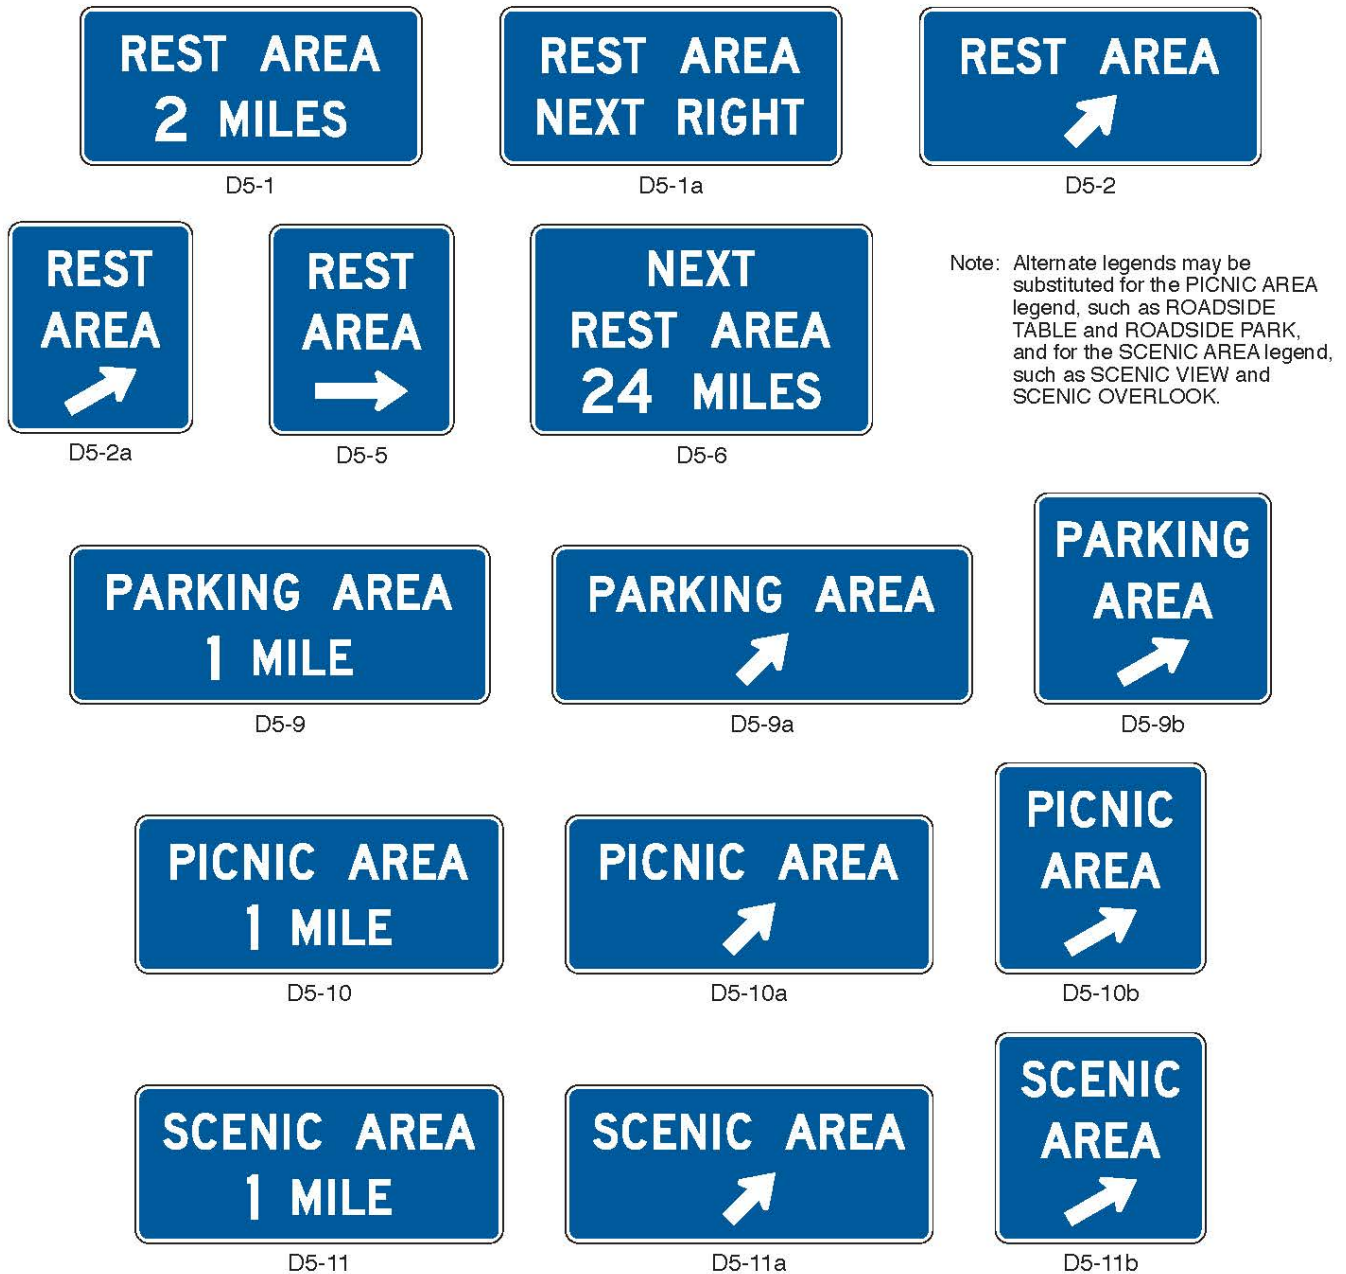 REST AREA
2 MILES
D5-1
REST AREA
NEXT RIGHT
D5-1a
REST AREA
D5-2
REST
AREA
D5-2a
REST
AREA
D5-5
NEXT
REST AREA
24 MILES
D5-6
Note: Alternate legends may be
substituted for the PICNIC AREA
legend, such as ROADSIDE
TABLE and ROADSIDE PARK,
and for the SCENIC AREA legend,
such as SCENIC VIEW and
SCENIC OVERLOOK.
PARKING AREA
1 MILE
D5-9
PARKING AREA
D5-9a
PARKING
AREA
D5-9b
PICNIC AREA
1 MILE
D5-10
PICNIC AREA
D5-10a
PICNIC
AREA
D5-10b
SCENIC AREA
1 MILE
D5-11
SCENIC AREA
D5-11a
SCENIC
AREA
D5-11b